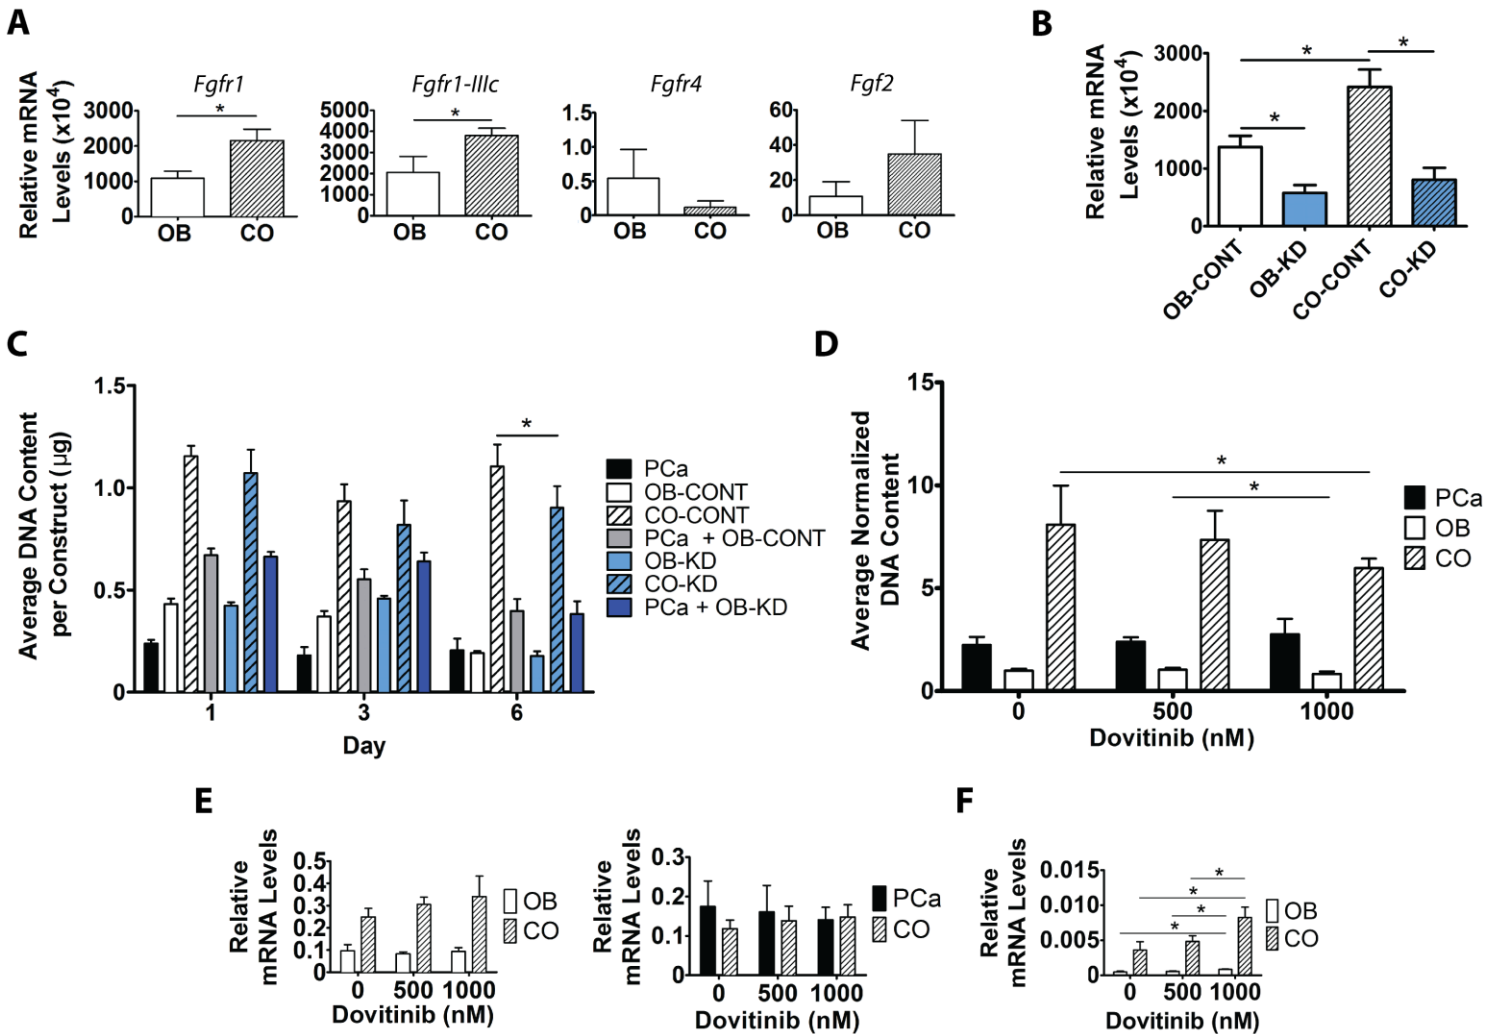 A
Relative mRNA
Levels (x10⁴)
Fgfr1
3000
2000
1000
0
*
OB CO
Fgfr1-IIIc
5000
4000
3000
2000
1000
0
*
OB CO
Fgfr4
1.5
1.0
0.5
0
OB CO
Fgf2
60
40
20
0
OB CO
B
Relative mRNA
Levels (x10⁴)
3000
2000
1000
0
* *
*
OB-CONT
OB-KD
CO-CONT
CO-KD
C
Average DNA Content
per Construct (µg)
1.5
1.0
0.5
0
*
1 3 6
Day
PCa
OB-CONT
CO-CONT
PCa + OB-CONT
OB-KD
CO-KD
PCa + OB-KD
D
Average Normalized
DNA Content
15
10
5
0
*
*
0 500 1000
Dovitinib (nM)
PCa
OB
CO
E
Relative
mRNA Levels
0.5
0.4
0.3
0.2
0.1
0
0 500 1000
Dovitinib (nM)
OB
CO
Relative
mRNA Levels
0.3
0.2
0.1
0
0 500 1000
Dovitinib (nM)
PCa
CO
F
Relative
mRNA Levels
0.015
0.010
0.005
0
*
*
*
*
0 500 1000
Dovitinib (nM)
OB
CO